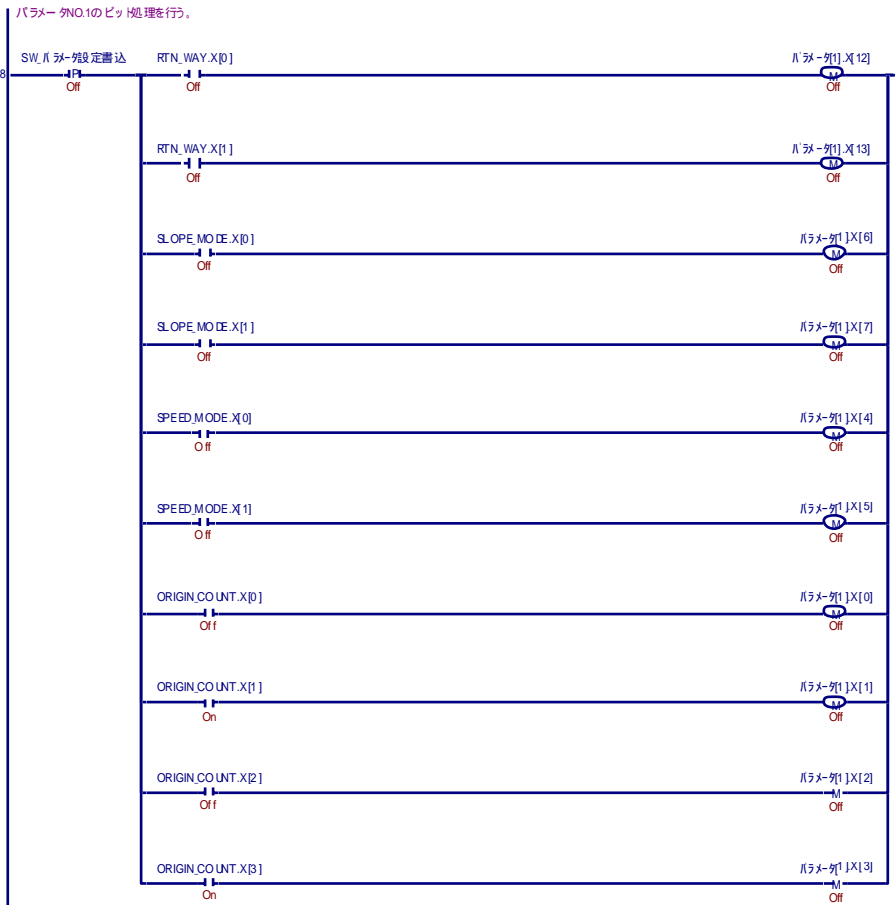 パラメータNO.1のビット処理を行う。
SW_パラメータ設定書込 RTN_WAY.X[0] パラメータ[1].X[12]
8 P M
Off Off Off
RTN_WAY.X[1] パラメータ[1].X[13]
M
Off Off
SLOPE_MODE.X[0] パラメータ[1].X[6]
M
Off Off
SLOPE_MODE.X[1] パラメータ[1].X[7]
M
Off Off
SPEED_MODE.X[0] パラメータ[1].X[4]
M
Off Off
SPEED_MODE.X[1] パラメータ[1].X[5]
M
Off Off
ORIGIN_COUNT.X[0] パラメータ[1].X[0]
M
Off Off
ORIGIN_COUNT.X[1] パラメータ[1].X[1]
M
On Off
ORIGIN_COUNT.X[2] パラメータ[1].X[2]
M
Off Off
ORIGIN_COUNT.X[3] パラメータ[1].X[3]
M
On Off